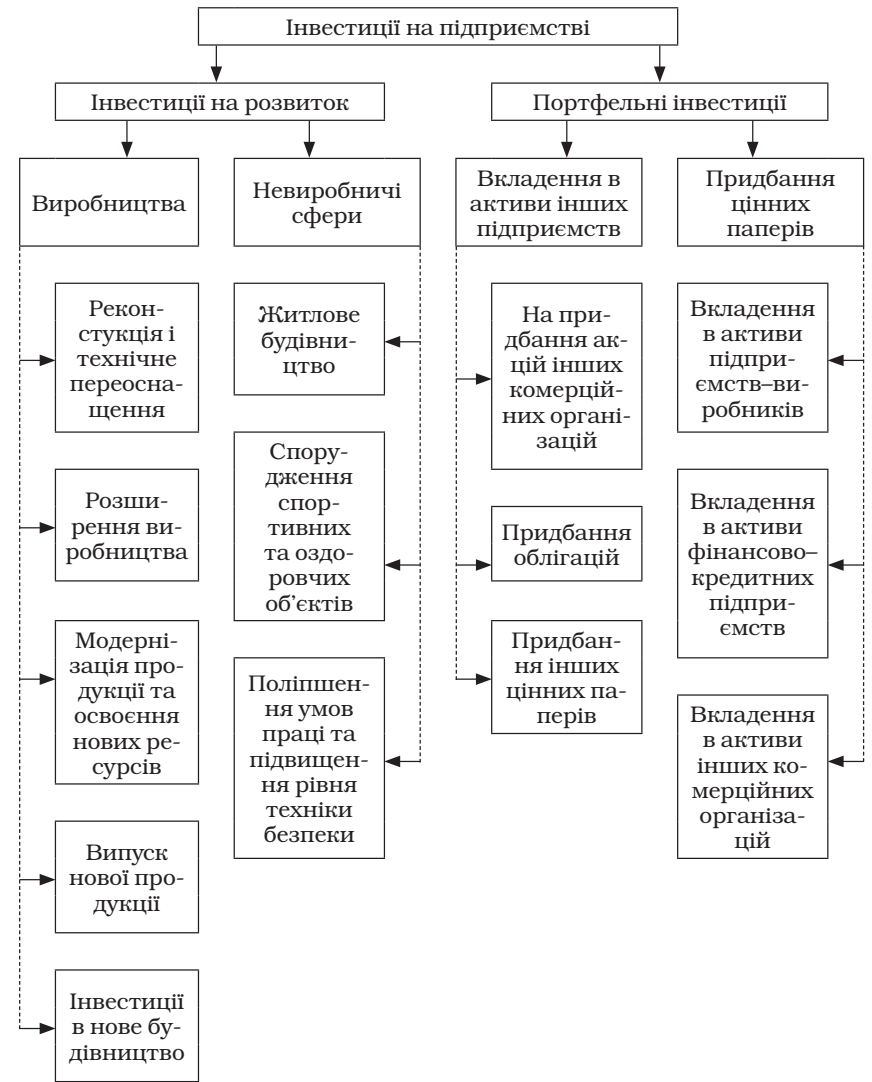 Інвестиції на підприємстві
Інвестиції на розвиток
Портфельні інвестиції
Виробництва
Невиробничі
сфери
Вкладення в
активи інших
підприємств
Придбання
цінних
паперів
Рекон-
стукція і
технічне
переосна-
щення
Розши-
рення ви-
робництва
Модерні-
зація про-
дукції та
освоєння
нових ре-
сурсів
Випуск
нової про-
дукції
Інвестиції
в нове бу-
дівництво
Житлове
будівни-
цтво
Спору-
дження
спор-
тивних
та оздо-
ровчих
об’єктів
Поліпшен-
ня умов
праці та
підвищен-
ня рівня
техніки
безпеки
На при-
дбання ак-
цій інших
комерцій-
них органі-
зацій
Придбання
облігацій
Придбан-
ня інших
цінних па-
перів
Вкладення
в активи
підпри-
ємств–ви-
робників
Вкладення
в активи
фінансово–
кредитних
підпри-
ємств
Вкладення
в активи
інших ко-
мерційних
організа-
цій